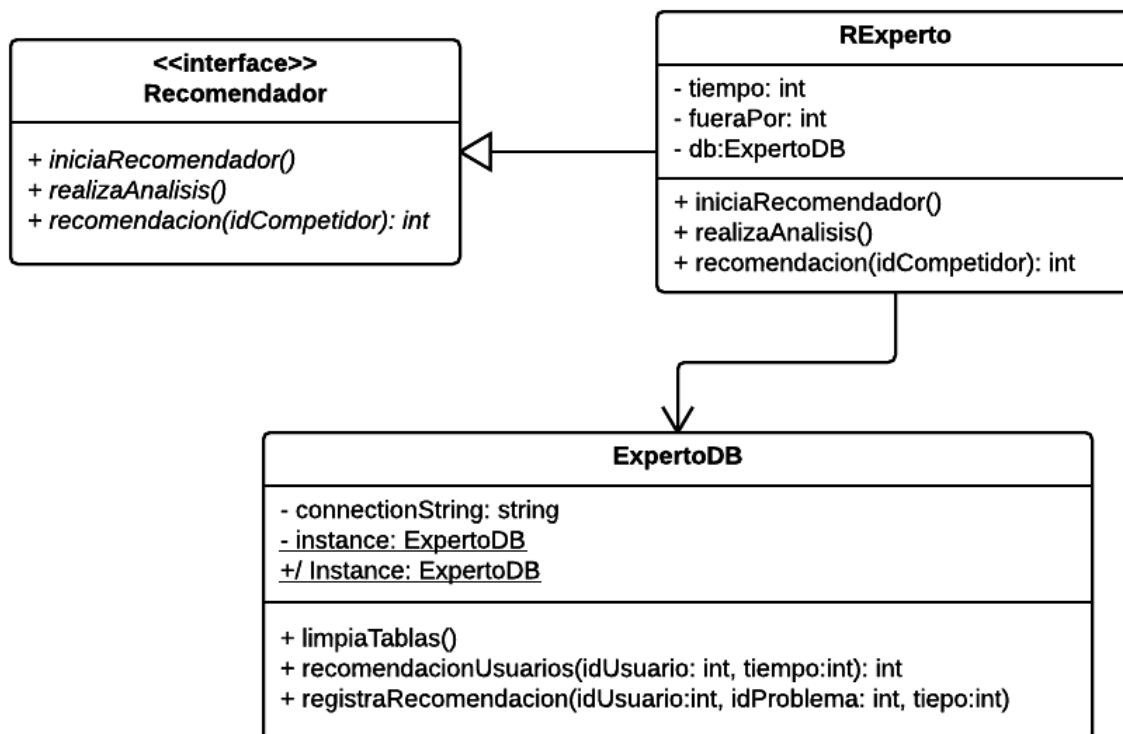 <<interface>>
Recomendador
+ iniciaRecomendador()
+ realizaAnalisis()
+ recomendacion(idCompetidor): int
RExperto
- tiempo: int
- fueraPor: int
- db:ExpertoDB
+ iniciaRecomendador()
+ realizaAnalisis()
+ recomendacion(idCompetidor): int
ExpertoDB
- connectionString: string
- instance: ExpertoDB
+/ Instance: ExpertoDB
+ limpiaTablas()
+ recomendacionUsuarios(idUsuario: int, tiempo:int): int
+ registraRecomendacion(idUsuario:int, idProblema: int, tiepo:int)